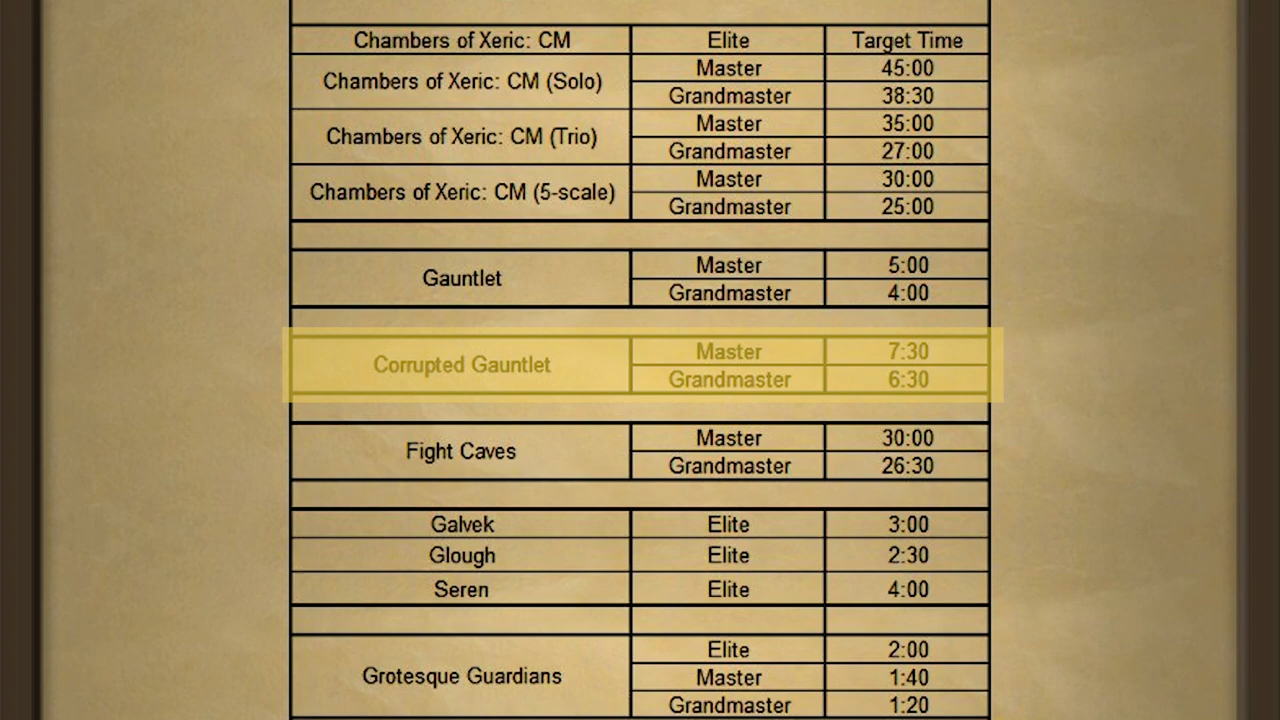 Chambers of Xeric: CM Elite Target Time
Chambers of Xeric: CM (Solo) Master 45:00
Grandmaster 38:30
Chambers of Xeric: CM (Trio) Master 35:00
Grandmaster 27:00
Chambers of Xeric: CM (5-scale) Master 30:00
Grandmaster 25:00
Gauntlet Master 5:00
Grandmaster 4:00
Corrupted Gauntlet Master 7:30
Grandmaster 6:30
Fight Caves Master 30:00
Grandmaster 26:30
Galvek Elite 3:00
Glough Elite 2:30
Seren Elite 4:00
Grotesque Guardians Elite 2:00
Master 1:40
Grandmaster 1:20